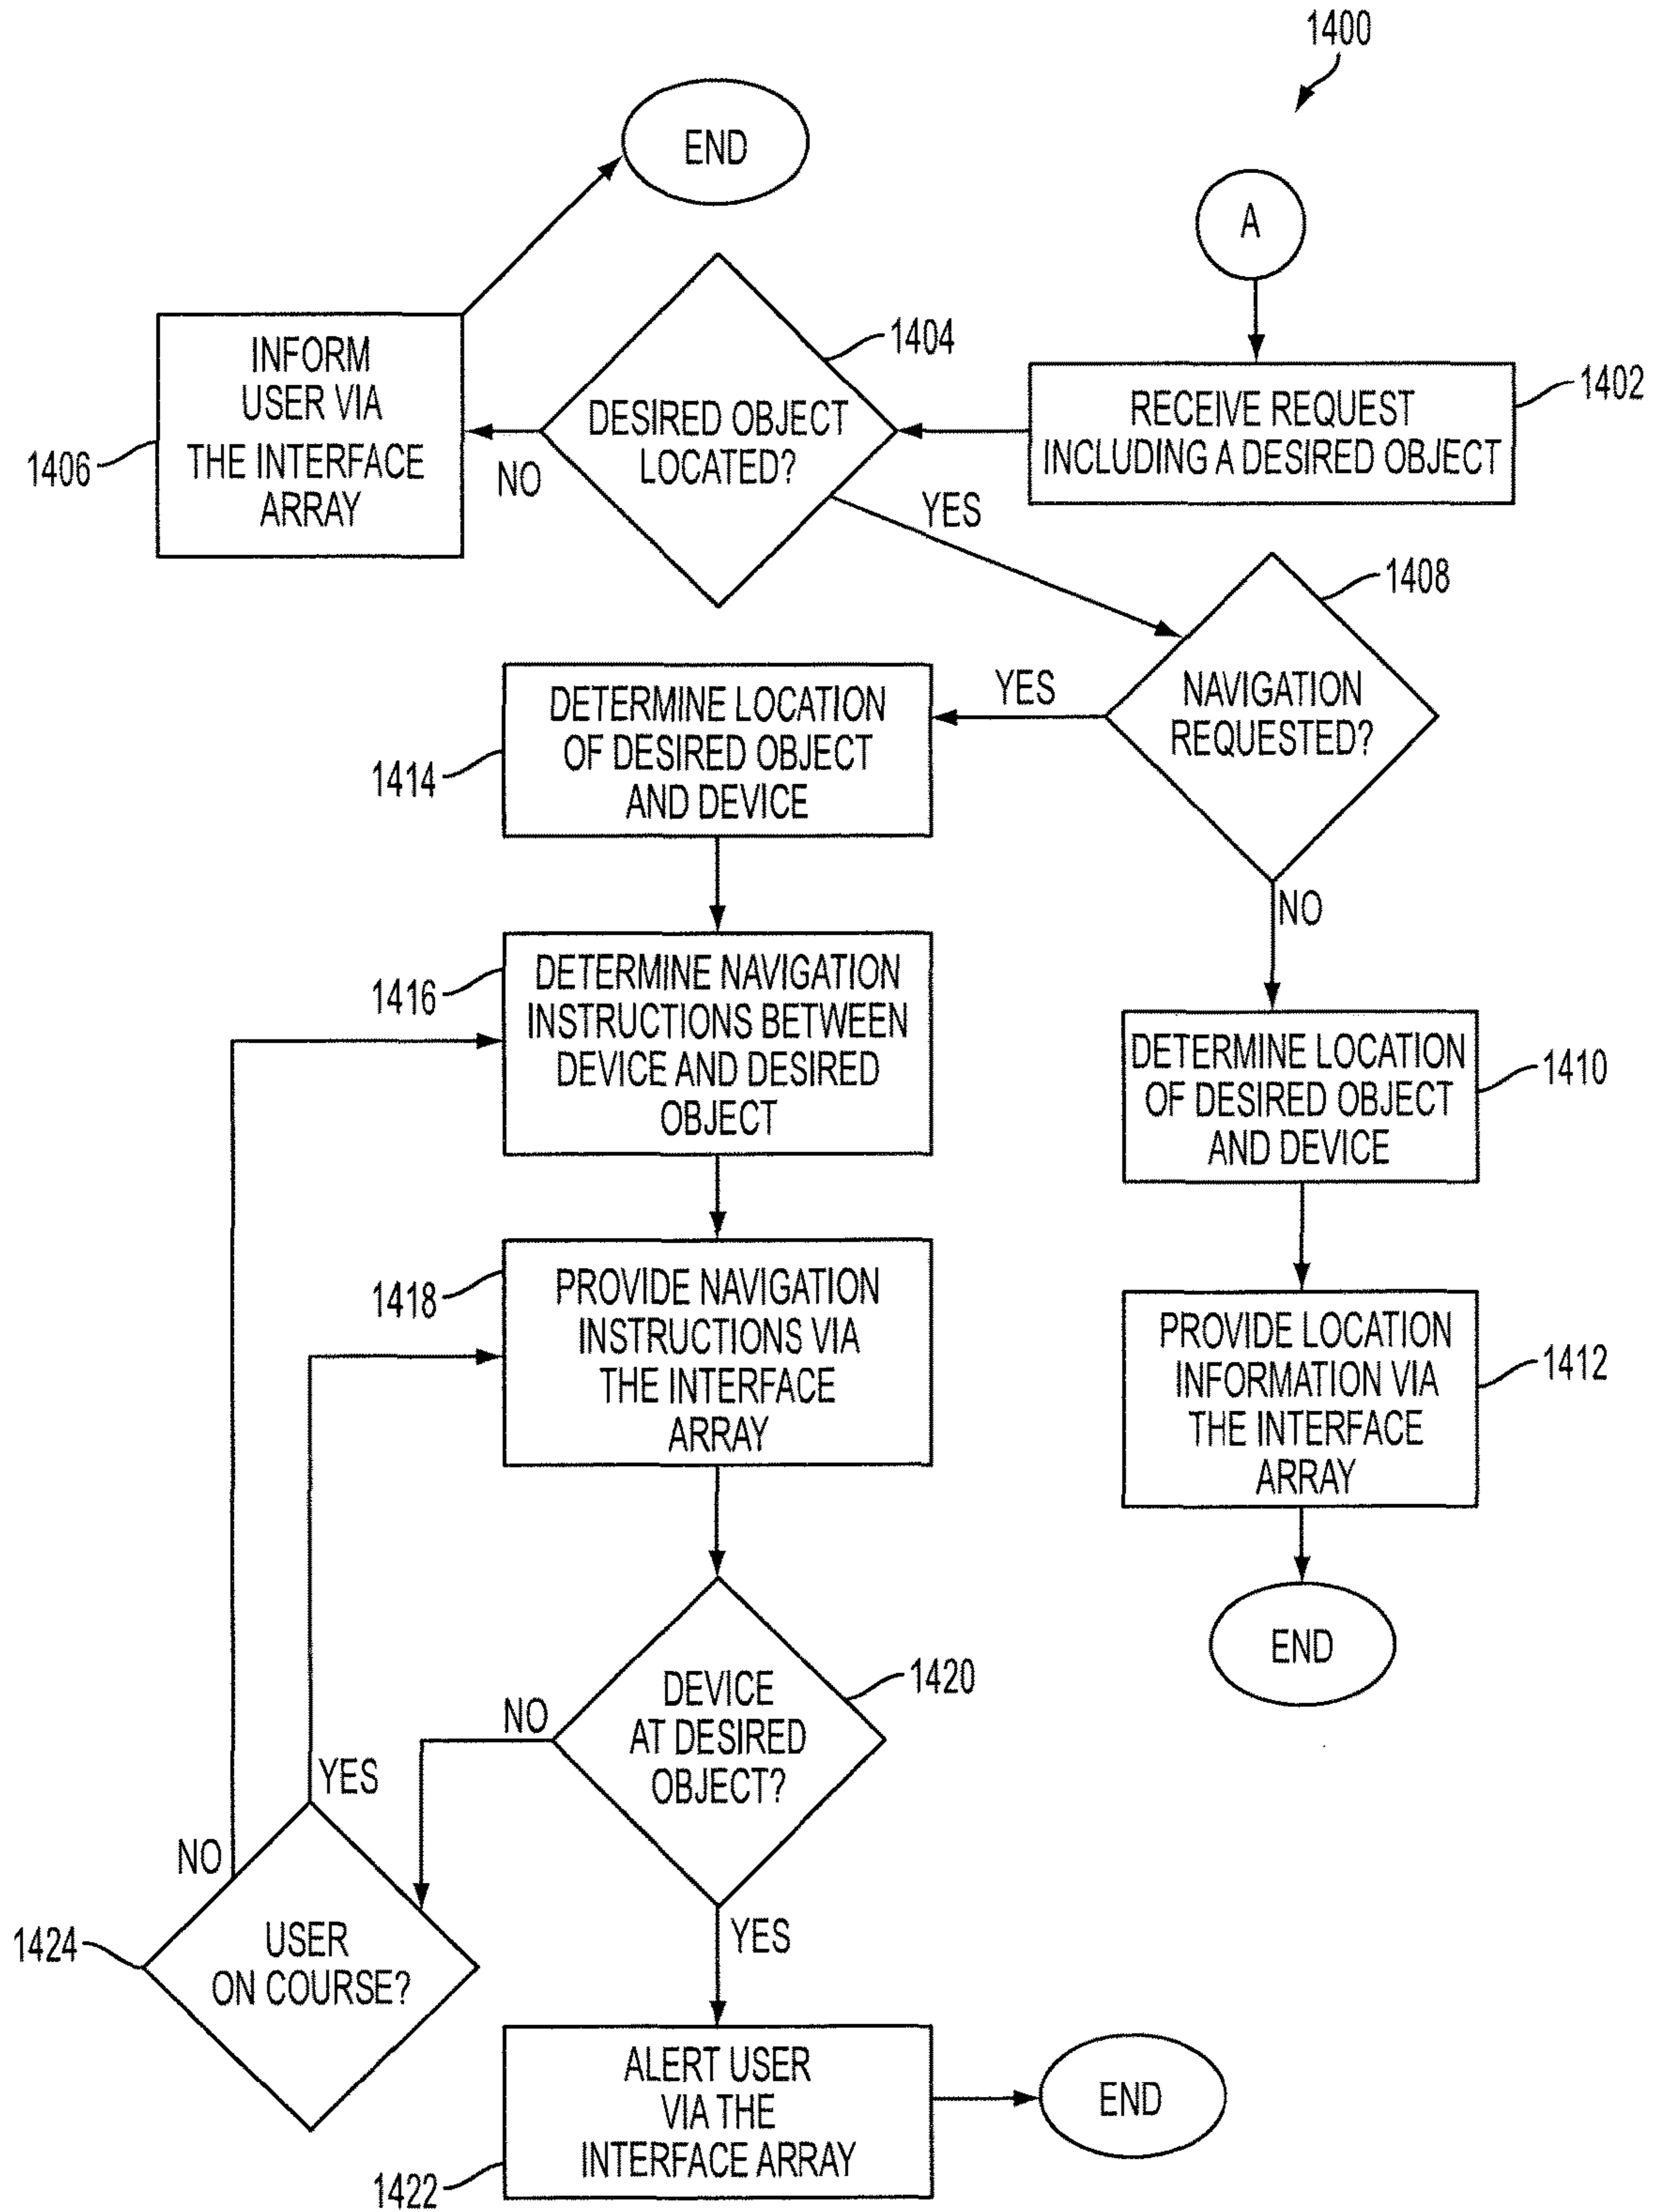 1400
END
A
1404
1402
INFORM
USER VIA
THE INTERFACE
ARRAY
1406
DESIRED OBJECT
LOCATED?
NO
YES
RECEIVE REQUEST
INCLUDING A DESIRED OBJECT
1408
NAVIGATION
REQUESTED?
YES
NO
DETERMINE LOCATION
OF DESIRED OBJECT
AND DEVICE
1414
1416
DETERMINE NAVIGATION
INSTRUCTIONS BETWEEN
DEVICE AND DESIRED
OBJECT
DETERMINE LOCATION
OF DESIRED OBJECT
AND DEVICE
1410
1418
PROVIDE NAVIGATION
INSTRUCTIONS VIA
THE INTERFACE
ARRAY
PROVIDE LOCATION
INFORMATION VIA
THE INTERFACE
ARRAY
1412
END
1420
DEVICE
AT DESIRED
OBJECT?
NO
YES
YES
NO
1424
USER
ON COURSE?
ALERT USER
VIA THE
INTERFACE ARRAY
1422
END